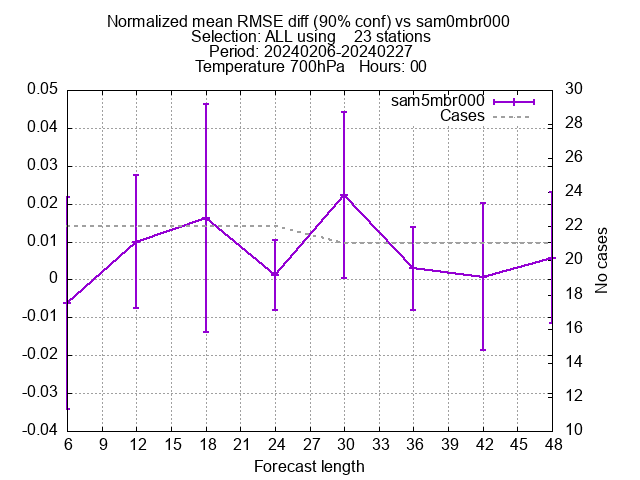 Normalized mean RMSE diff (90% conf) vs sam0mbr000
Selection: ALL using    23 stations
Period: 20240206-20240227
Temperature 700hPa   Hours: 00
sam5mbr000
Cases
0.05
0.04
0.03
0.02
0.01
0
-0.01
-0.02
-0.03
-0.04
30
28
26
24
22
20
18
16
14
12
10
No cases
6 9 12 15 18 21 24 27 30 33 36 39 42 45 48
Forecast length